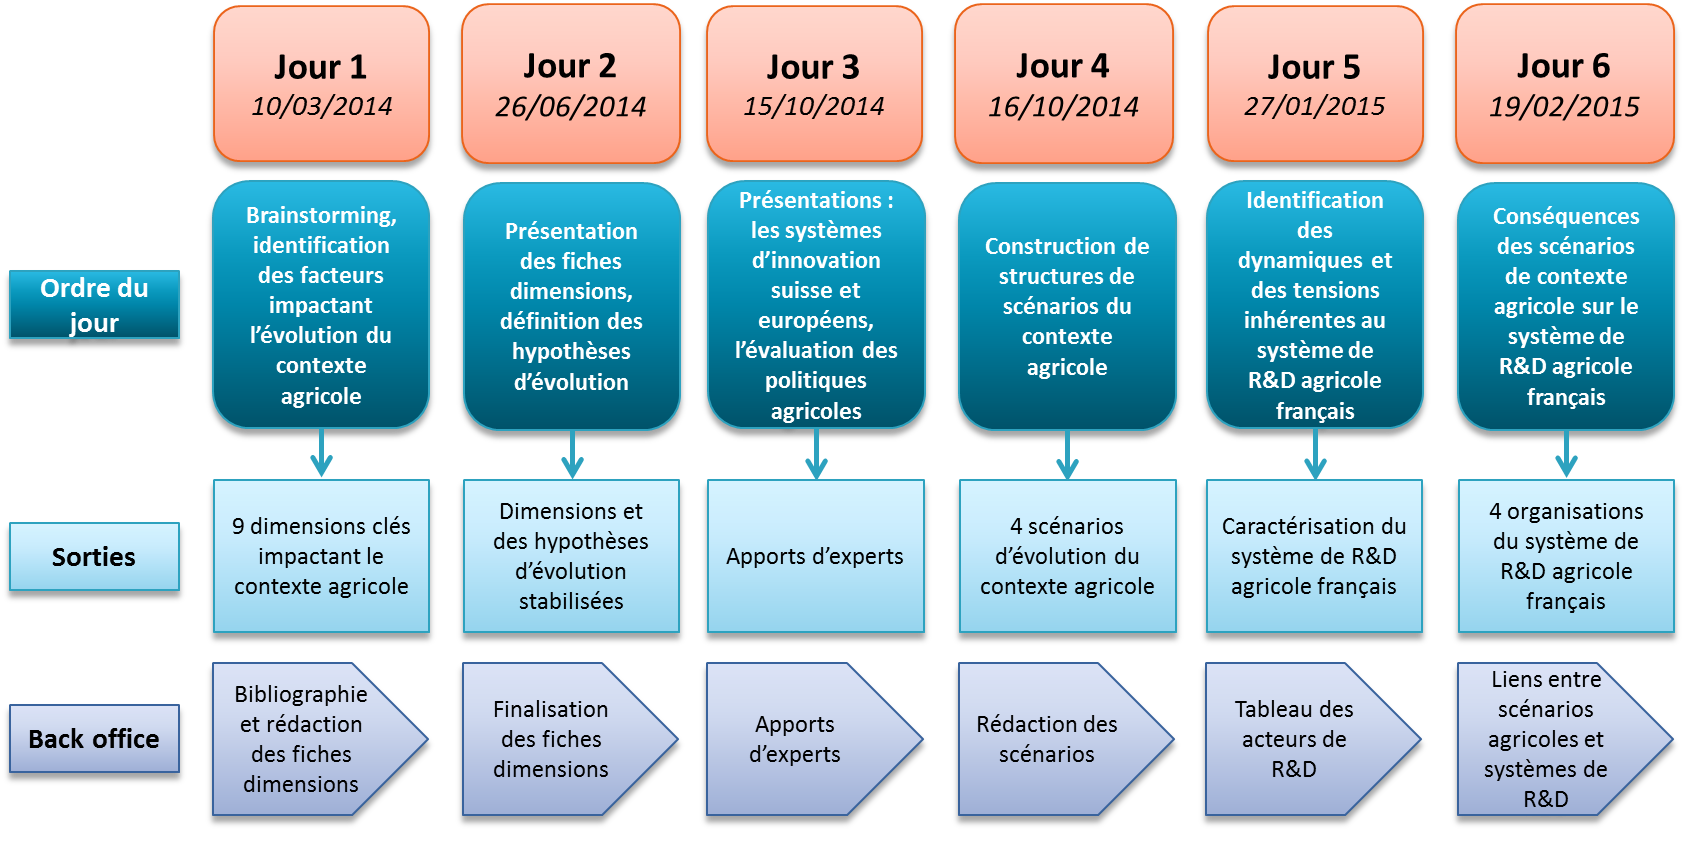 Jour 1
10/03/2014
Jour 2
26/06/2014
Jour 3
15/10/2014
Jour 4
16/10/2014
Jour 5
27/01/2015
Jour 6
19/02/2015
Ordre du
jour
Brainstorming,
identification
des facteurs
impactant
l’évolution du
contexte
agricole
Présentation
des fiches
dimensions,
définition des
hypothèses
d’évolution
Présentations :
les systèmes
d’innovation
suisse et
européens,
l’évaluation des
politiques
agricoles
Construction de
structures de
scénarios du
contexte
agricole
Identification
des
dynamiques et
des tensions
inhérentes au
système de
R&D agricole
français
Conséquences
des scénarios
de contexte
agricole sur le
système de
R&D agricole
français
Sorties
9 dimensions clés
impactant le
contexte agricole
Dimensions et
des hypothèses
d’évolution
stabilisées
Apports d’experts
4 scénarios
d’évolution du
contexte agricole
Caractérisation du
système de R&D
agricole français
4 organisations
du système de
R&D agricole
français
Back office
Bibliographie
et rédaction
des fiches
dimensions
Finalisation
des fiches
dimensions
Apports
d’experts
Rédaction des
scénarios
Tableau des
acteurs de
R&D
Liens entre
scénarios
agricoles et
systèmes de
R&D